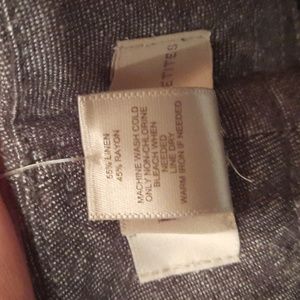 PETITES
55% LINEN
45% RAYON
MACHINE WASH COLD
ONLY NON-CHLORINE
BLEACH WHEN
NEEDED
LINE DRY
WARM IRON IF NEEDED